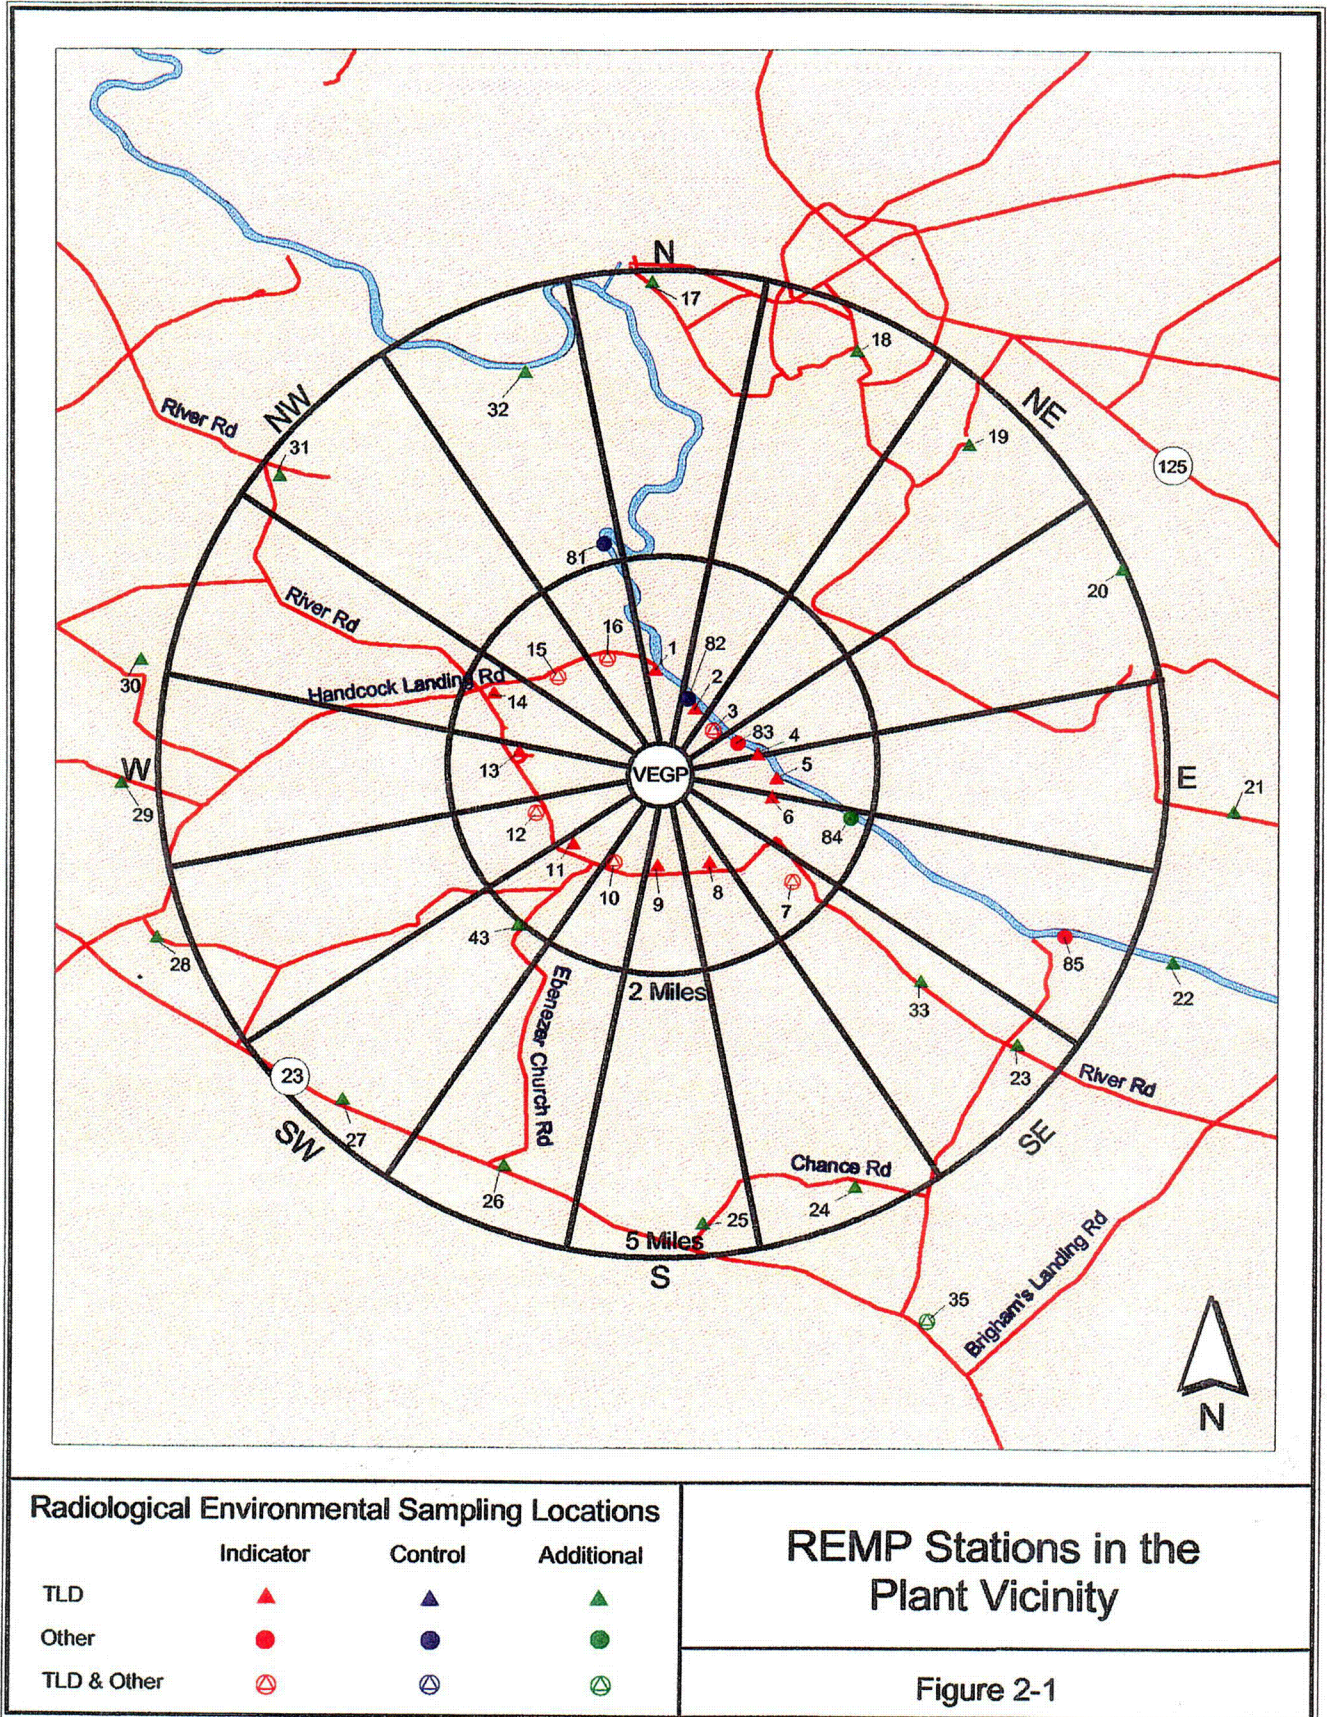 N
17
18
NW
NE
32
River Rd
19
31
125
81
20
River Rd
16
15
1
82
30
Handcock Landing Rd
2
14
3
83
4
W
13
VEGP
5
E
21
29
6
12
84
11
10
9
8
7
43
28
85
2 Miles
22
33
Ebenezer Church Rd
23
23
River Rd
27
SW
SE
Chance Rd
26
24
25
5 Miles
S
35
Brigham's Landing Rd
N
Radiological Environmental Sampling Locations
Indicator Control Additional
TLD
Other
TLD & Other
REMP Stations in the
Plant Vicinity
Figure 2-1